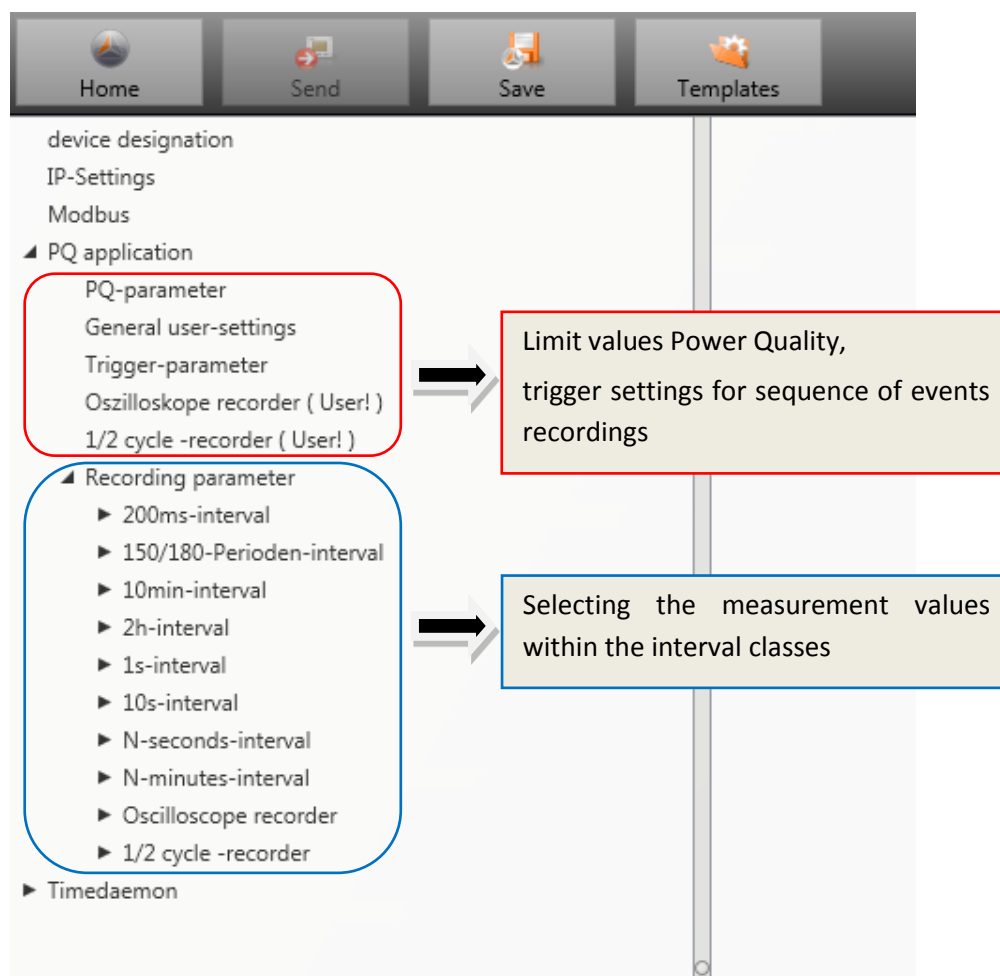 Home
Send
Save
Templates
device designation
IP-Settings
Modbus
PQ application
PQ-parameter
General user-settings
Trigger-parameter
Oszilloskope recorder ( User! )
1/2 cycle -recorder ( User! )
Limit values Power Quality,
trigger settings for sequence of events
recordings
Recording parameter
200ms-interval
150/180-Perioden-interval
10min-interval
2h-interval
1s-interval
10s-interval
N-seconds-interval
N-minutes-interval
Oscilloscope recorder
1/2 cycle -recorder
Selecting the measurement values
within the interval classes
Timedaemon